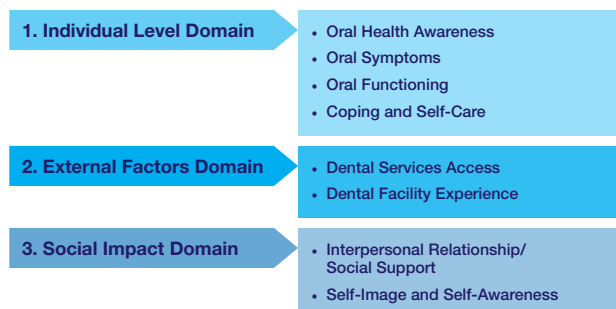 1. Individual Level Domain
• Oral Health Awareness
• Oral Symptoms
• Oral Functioning
• Coping and Self-Care
2. External Factors Domain
• Dental Services Access
• Dental Facility Experience
3. Social Impact Domain
• Interpersonal Relationship/
Social Support
• Self-Image and Self-Awareness